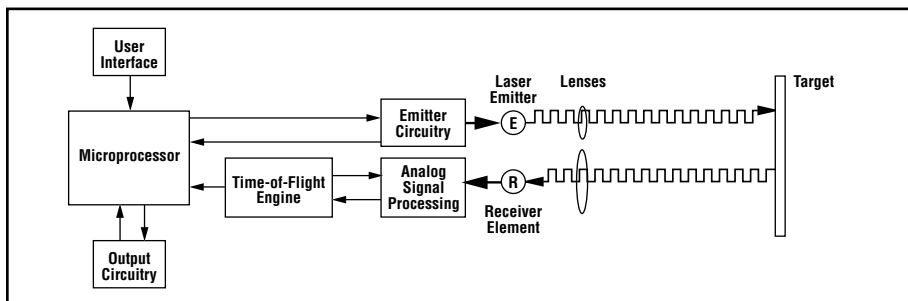 User
Interface
Microprocessor
Output
Circuitry
Time-of-Flight
Engine
Emitter
Circuitry
Analog
Signal
Processing
Laser
Emitter
E
R
Receiver
Element
Lenses
Target